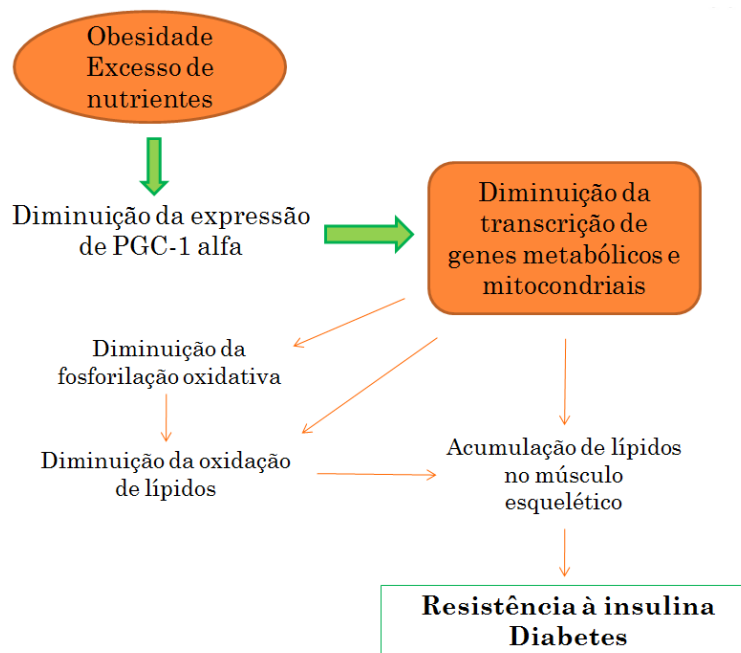 Obesidade
Excesso de
nutrientes
Diminuição da expressão
de PGC-1 alfa
Diminuição da
transcrição de
genes metabólicos e
mitocondriais
Diminuição da
fosforilação oxidativa
Diminuição da oxidação
de lípidos
Acumulação de lípidos
no músculo
esquelético
Resistência à insulina
Diabetes